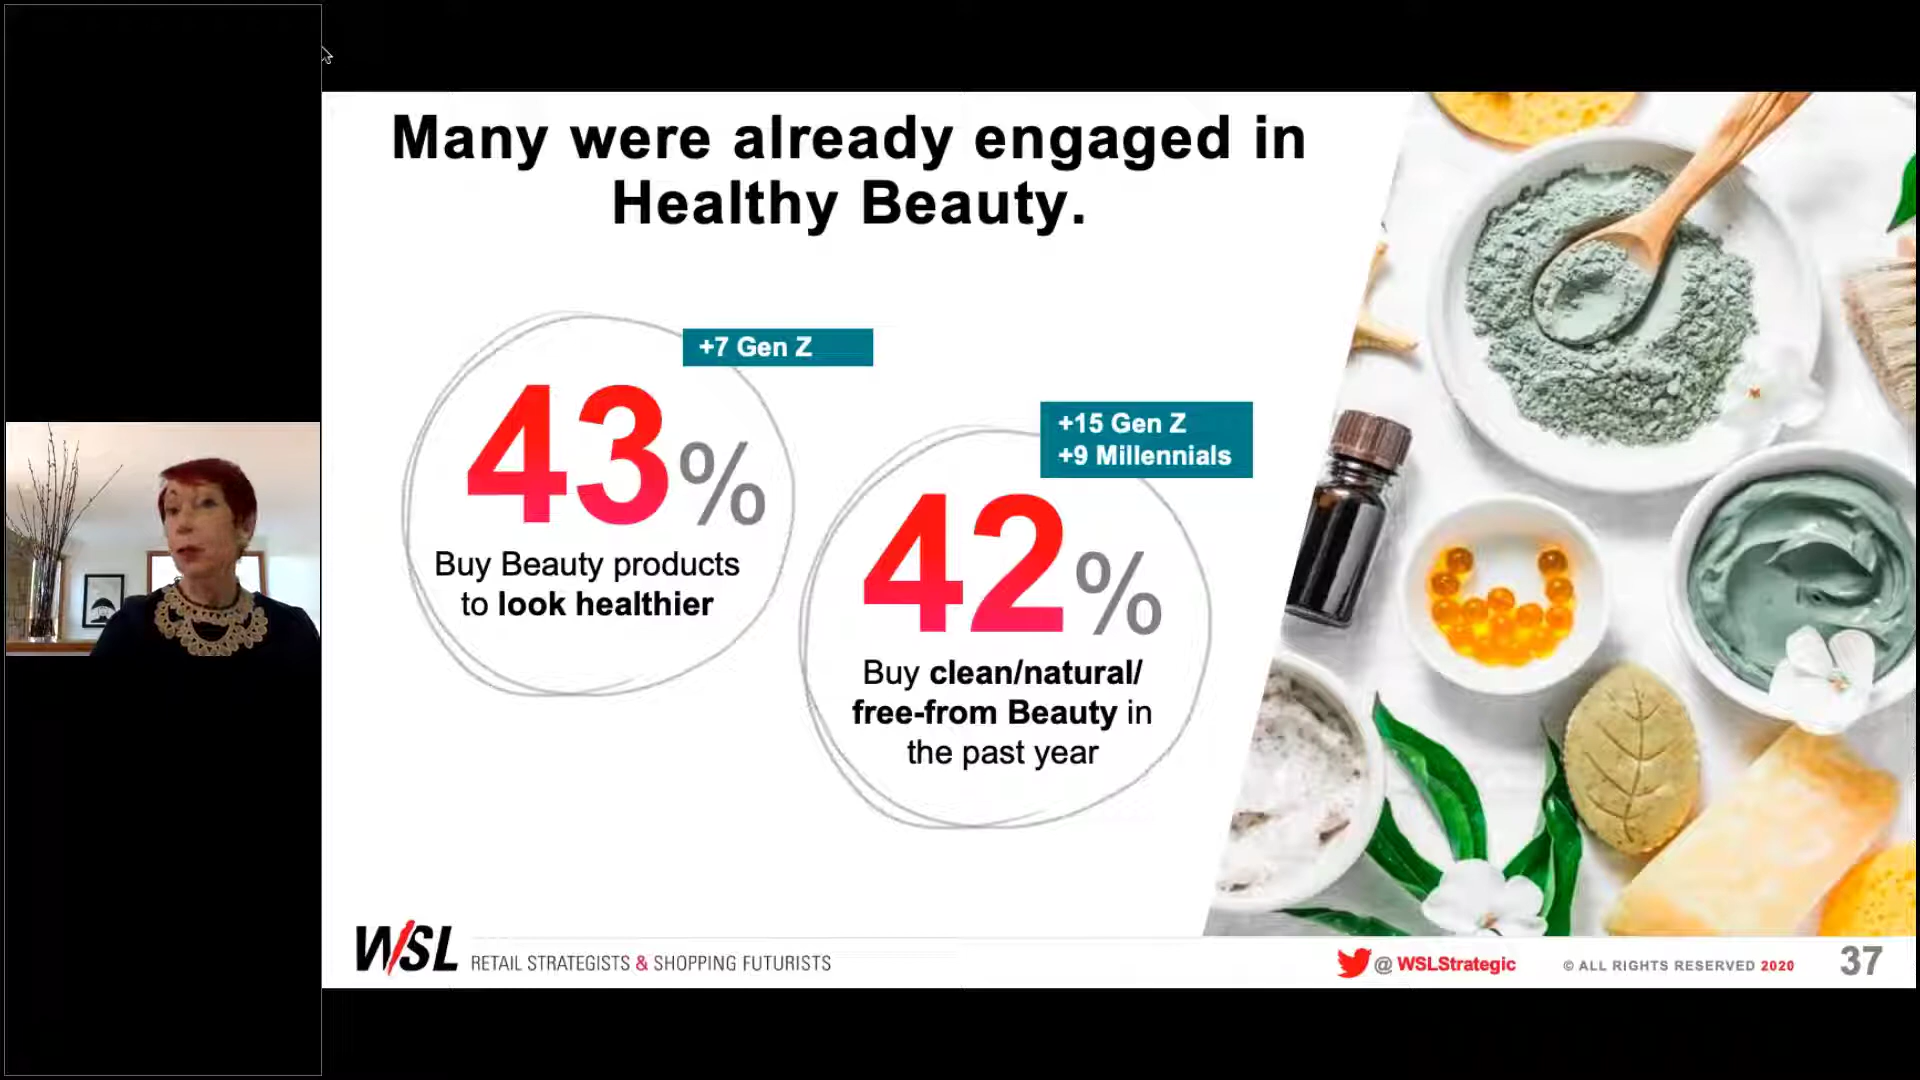 Many were already engaged in
Healthy Beauty.
+7 Gen Z
43%
Buy Beauty products
to look healthier
+15 Gen Z
+9 Millennials
42%
Buy clean/natural/
free-from Beauty in
the past year
WSL RETAIL STRATEGISTS & SHOPPING FUTURISTS
@ WSLStrategic
© ALL RIGHTS RESERVED 2020
37